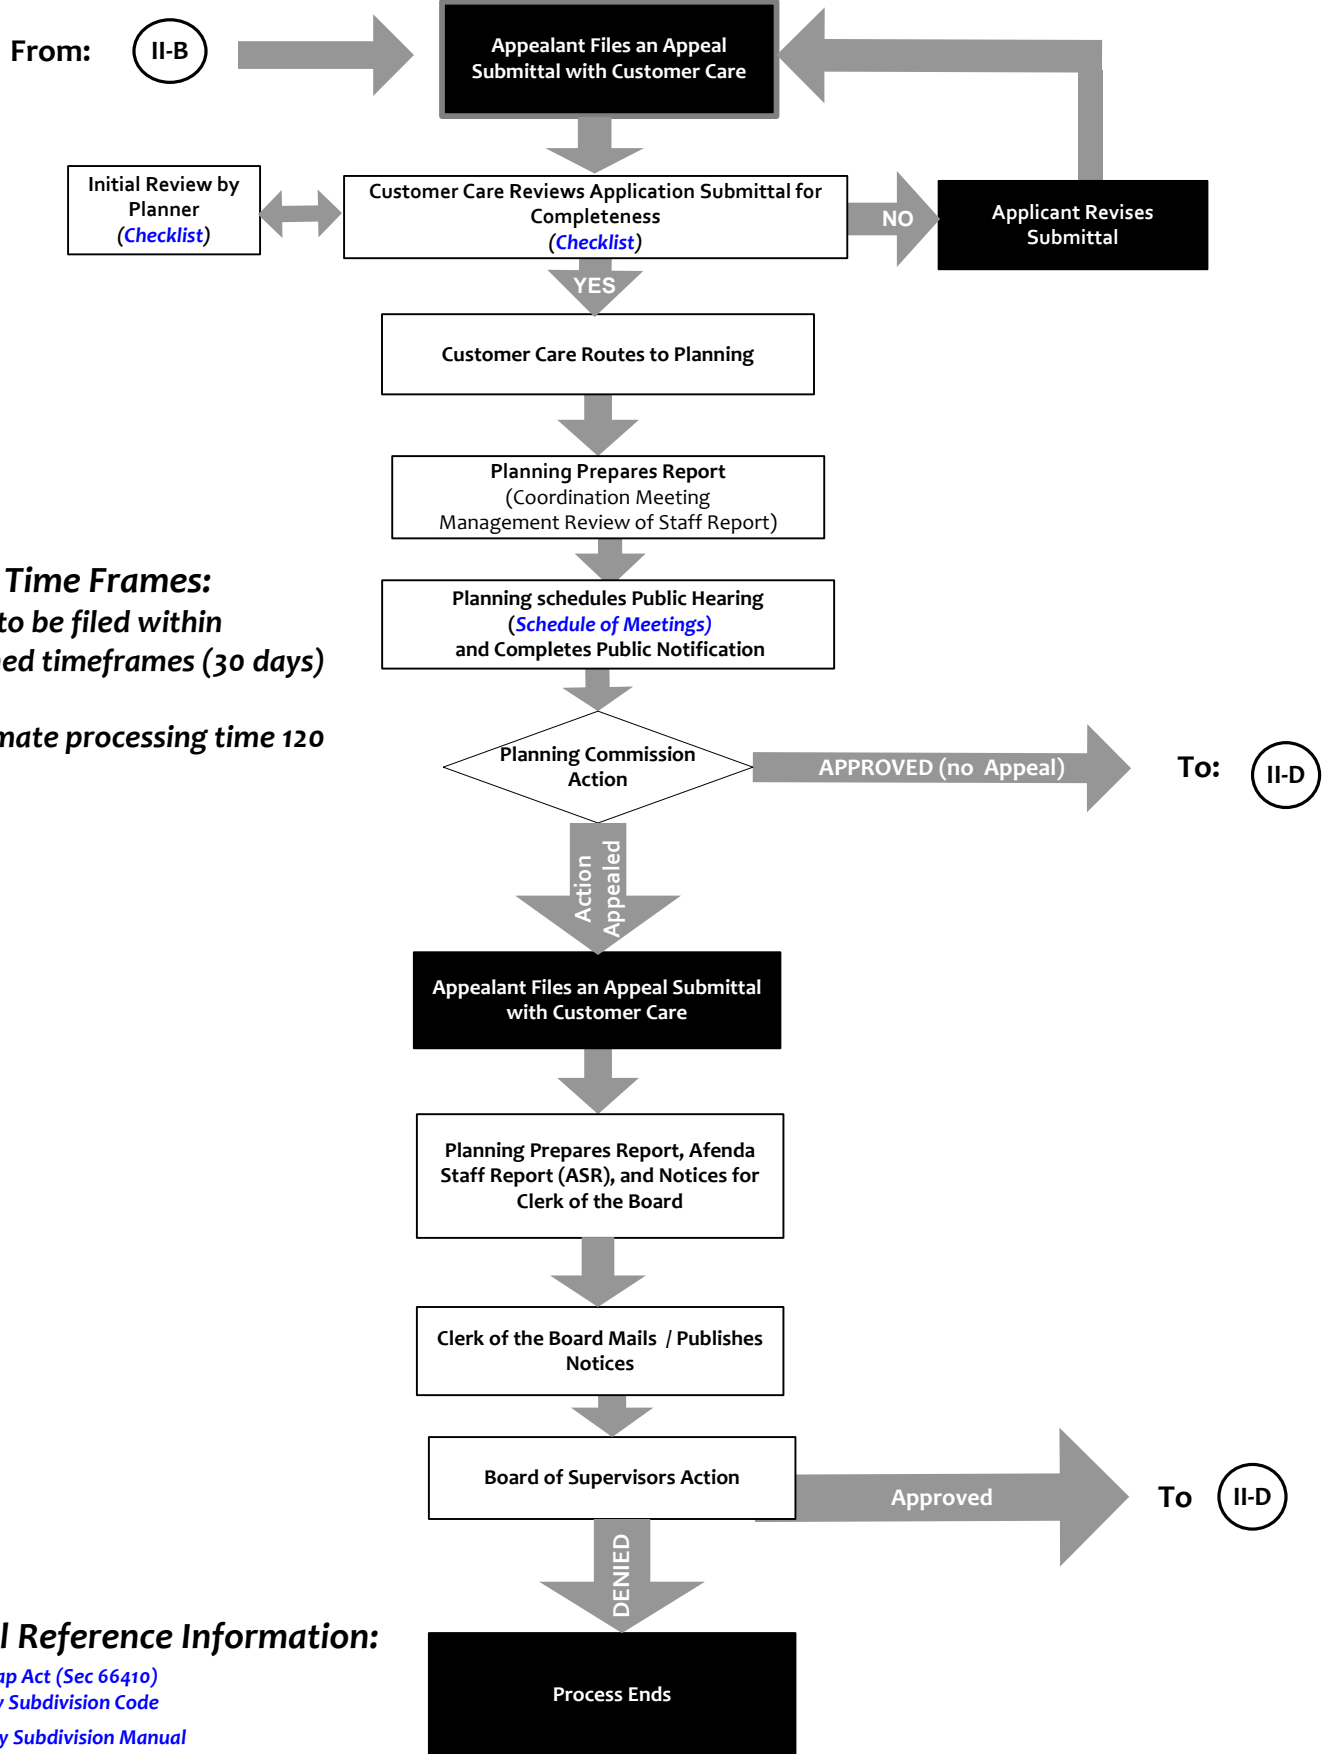 From:
II-B
Appealant Files an Appeal
Submittal with Customer Care
Initial Review by
Planner
(Checklist)
Customer Care Reviews Application Submittal for
Completeness
(Checklist)
NO
Applicant Revises
Submittal
YES
Customer Care Routes to Planning
Planning Prepares Report
(Coordination Meeting
Management Review of Staff Report)
Time Frames:
to be filed within
timeframes (30 days)
processing time 120
Planning schedules Public Hearing
(Schedule of Meetings)
and Completes Public Notification
Planning Commission
Action
APPROVED (no Appeal)
To:
II-D
Action
Appealed
Appealant Files an Appeal Submittal
with Customer Care
Planning Prepares Report, Afenda
Staff Report (ASR), and Notices for
Clerk of the Board
Clerk of the Board Mails / Publishes
Notices
Board of Supervisors Action
Approved
To
II-D
DENIED
Process Ends
Reference Information:
Act (Sec 66410)
Subdivision Code
Subdivision Manual